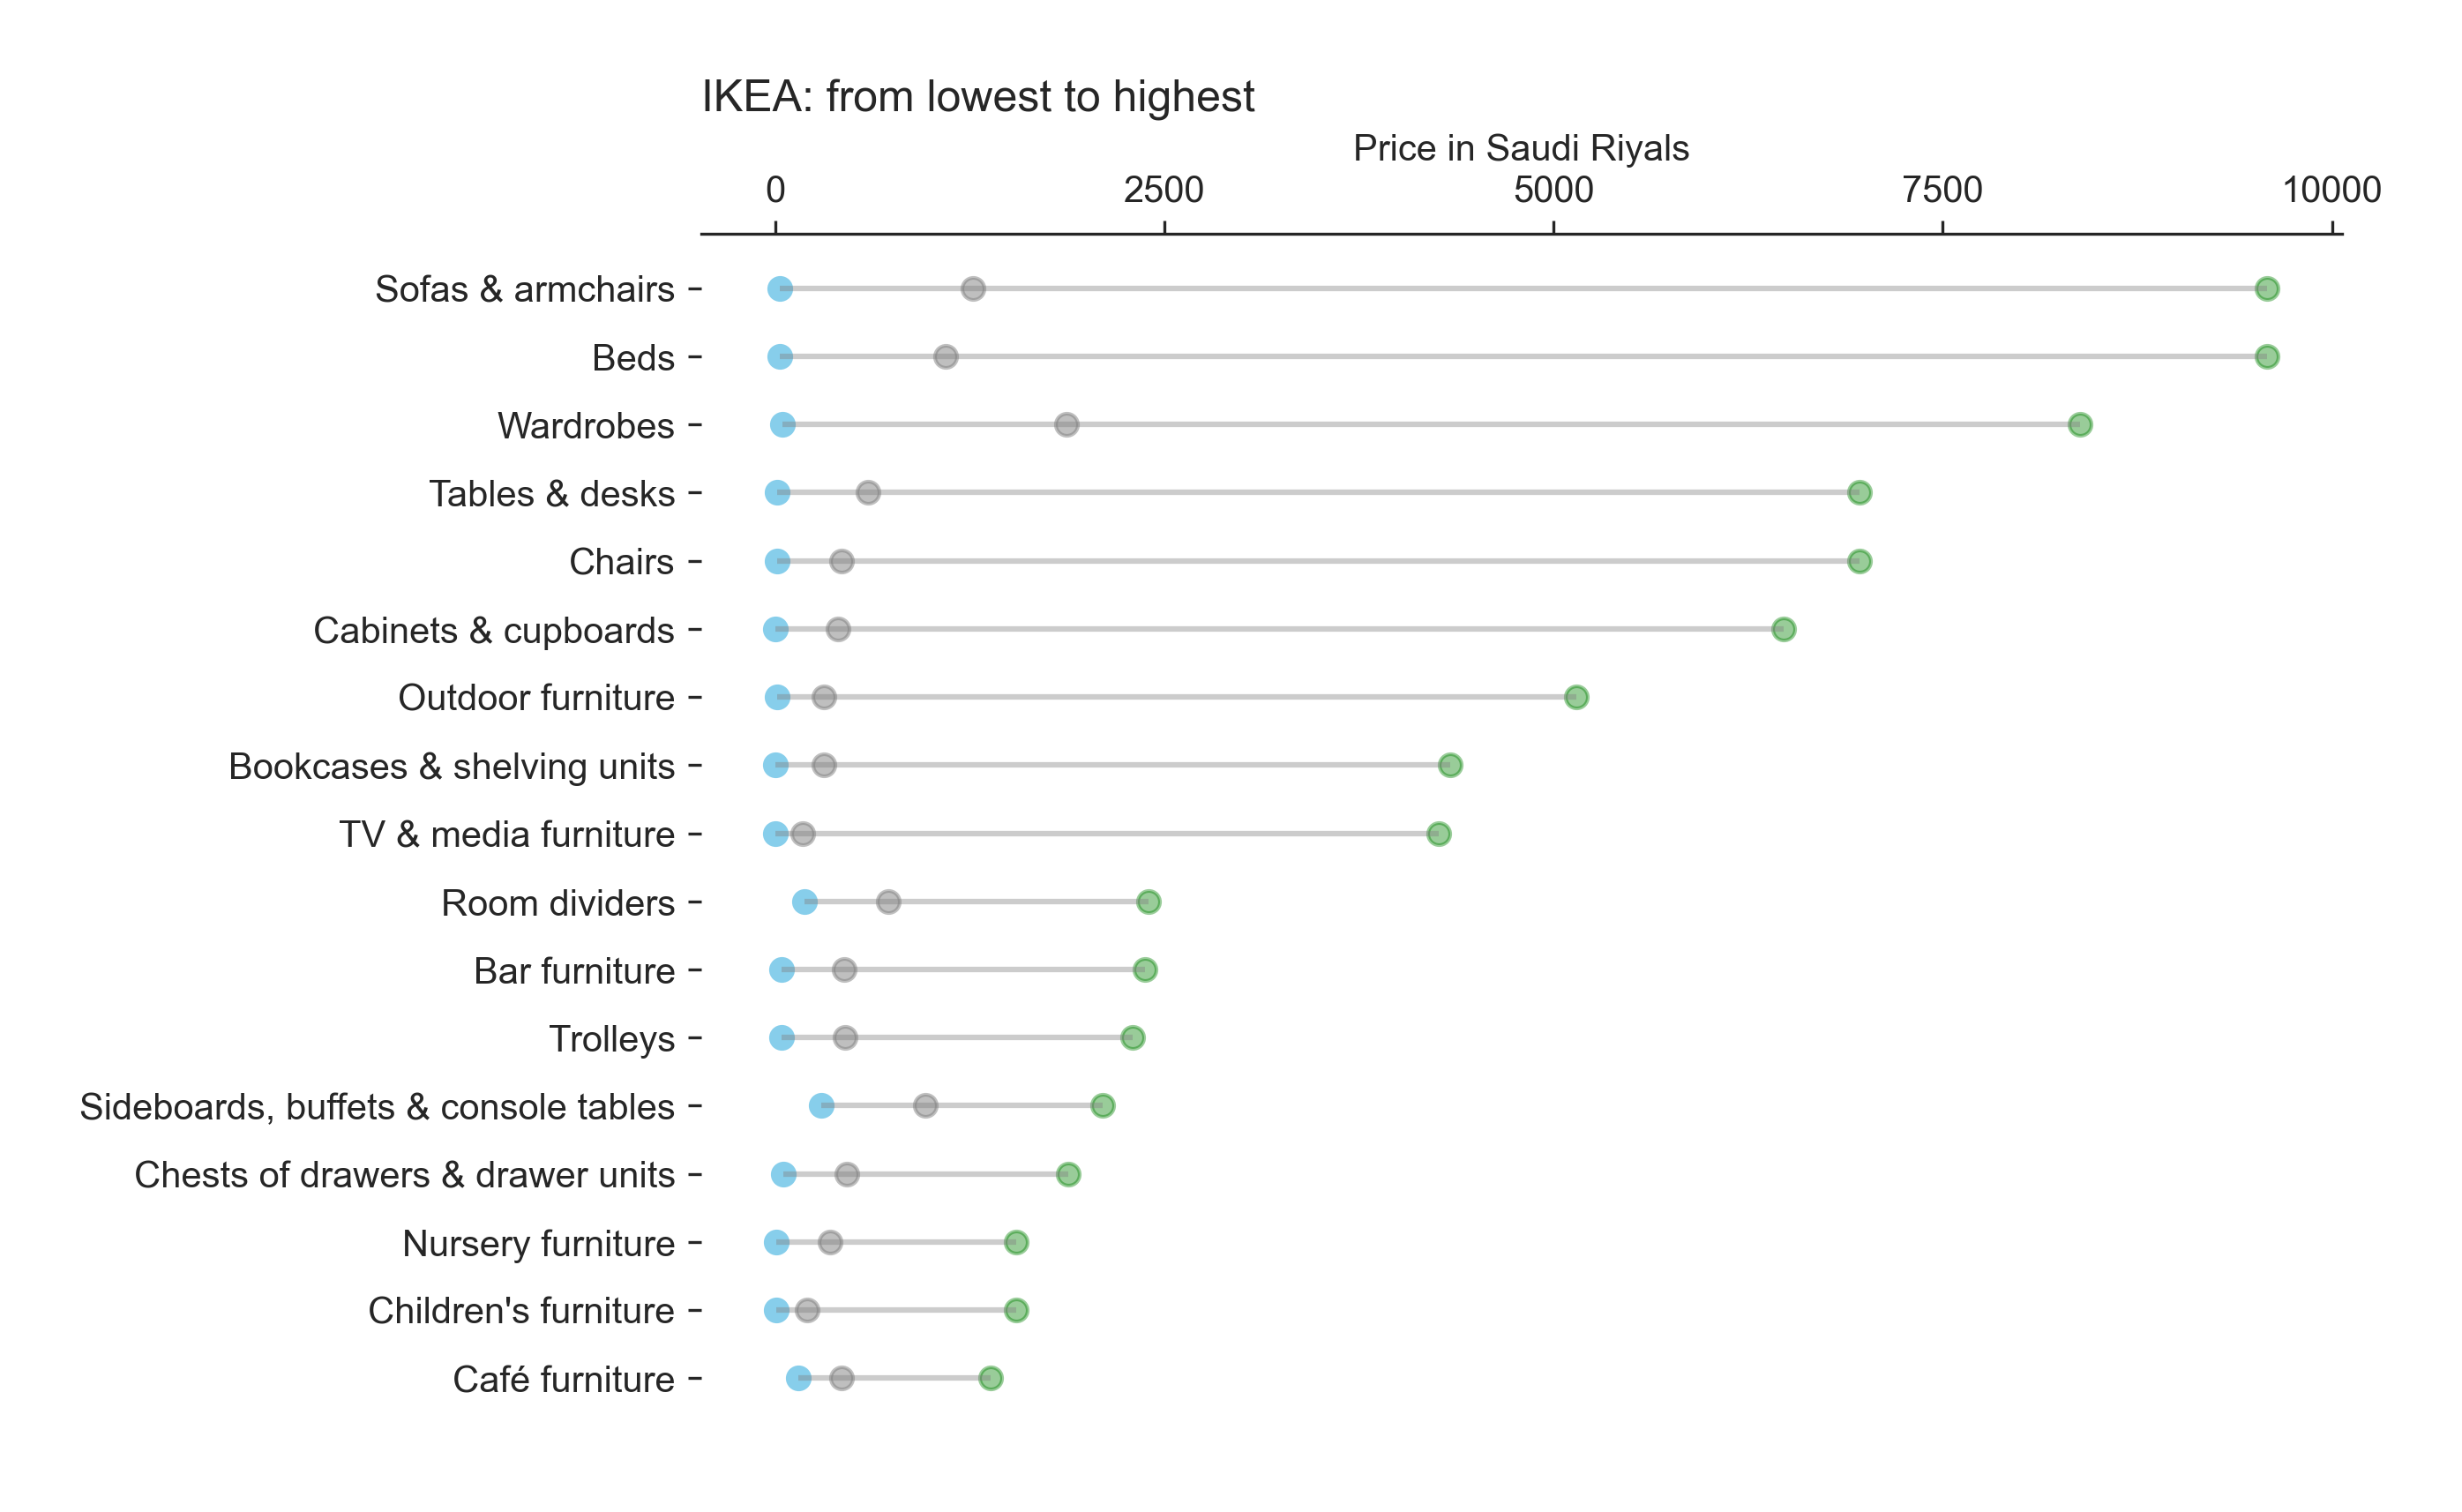 IKEA: from lowest to highest
Price in Saudi Riyals
0 2500 5000 7500 10000
Sofas & armchairs
Beds
Wardrobes
Tables & desks
Chairs
Cabinets & cupboards
Outdoor furniture
Bookcases & shelving units
TV & media furniture
Room dividers
Bar furniture
Trolleys
Sideboards, buffets & console tables
Chests of drawers & drawer units
Nursery furniture
Children's furniture
Café furniture